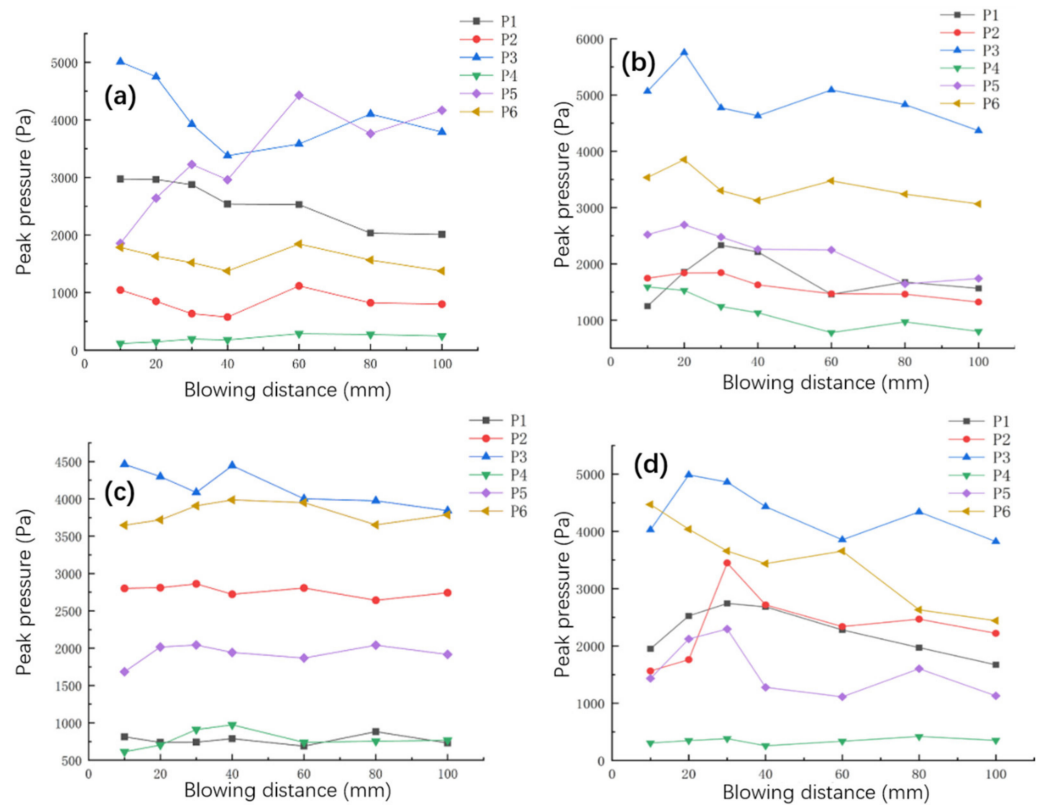 (a)
P1
P2
P3
P4
P5
P6
Peak pressure (Pa)
5000
4000
3000
2000
1000
0
0 20 40 60 80 100
Blowing distance (mm)
(b)
P1
P2
P3
P4
P5
P6
Peak pressure (Pa)
6000
5000
4000
3000
2000
1000
0 20 40 60 80 100
Blowing distance (mm)
(c)
P1
P2
P3
P4
P5
P6
Peak pressure (Pa)
4500
4000
3500
3000
2500
2000
1750
1500
1250
1000
750
500
0 20 40 60 80 100
Blowing distance (mm)
(d)
P1
P2
P3
P4
P5
P6
Peak pressure (Pa)
5000
4000
3000
2000
1000
0
0 20 40 60 80 100
Blowing distance (mm)